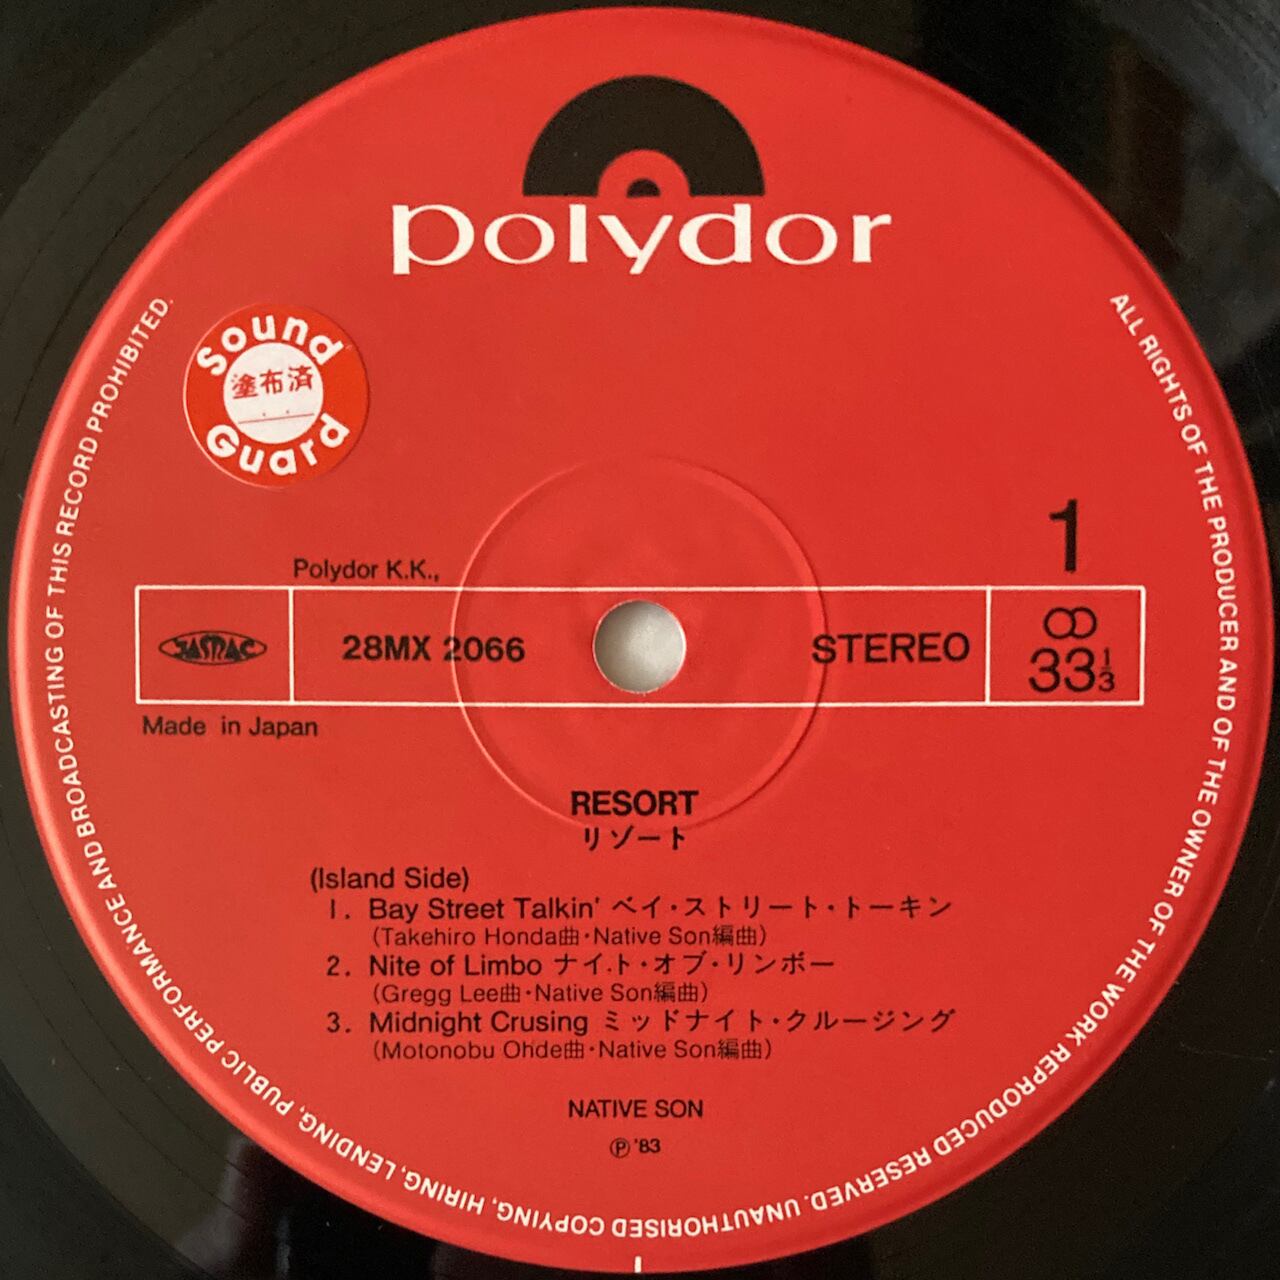 polydor
Sound
塗布済
Guard
1
Polydor K.K.,
JASRAC
28MX 2066
STEREO
33 1/3
Made in Japan
RESORT
リゾート
(Island Side)
1. Bay Street Talkin' ベイ・ストリート・トーキン
(Takehiro Honda曲・Native Son編曲)
2. Nite of Limbo ナイト・オブ・リンボー
(Gregg Lee曲・Native Son編曲)
3. Midnight Crusing ミッドナイト・クルージング
(Motonobu Ohde曲・Native Son編曲)
NATIVE SON
Ⓟ '83
ALL RIGHTS OF THE PRODUCER AND OF THE OWNER OF THE WORK REPRODUCED RESERVED. UNAUTHORISED COPYING, HIRING, LENDING, PUBLIC PERFORMANCE AND BROADCASTING OF THIS RECORD PROHIBITED.